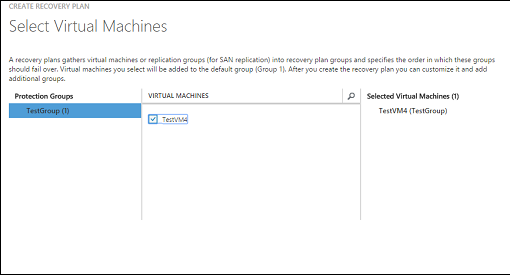 CREATE RECOVERY PLAN
Select Virtual Machines
A recovery plans gathers virtual machines or replication groups (for SAN replication) into recovery plan groups and specifies the order in which these groups
should fail over. Virtual machines you select will be added to the default group (Group 1). After you create the recovery plan you can customize it and add
additional groups.
Protection Groups VIRTUAL MACHINES Selected Virtual Machines (1)
TestGroup (1) TestVM4 TestVM4 (TestGroup)